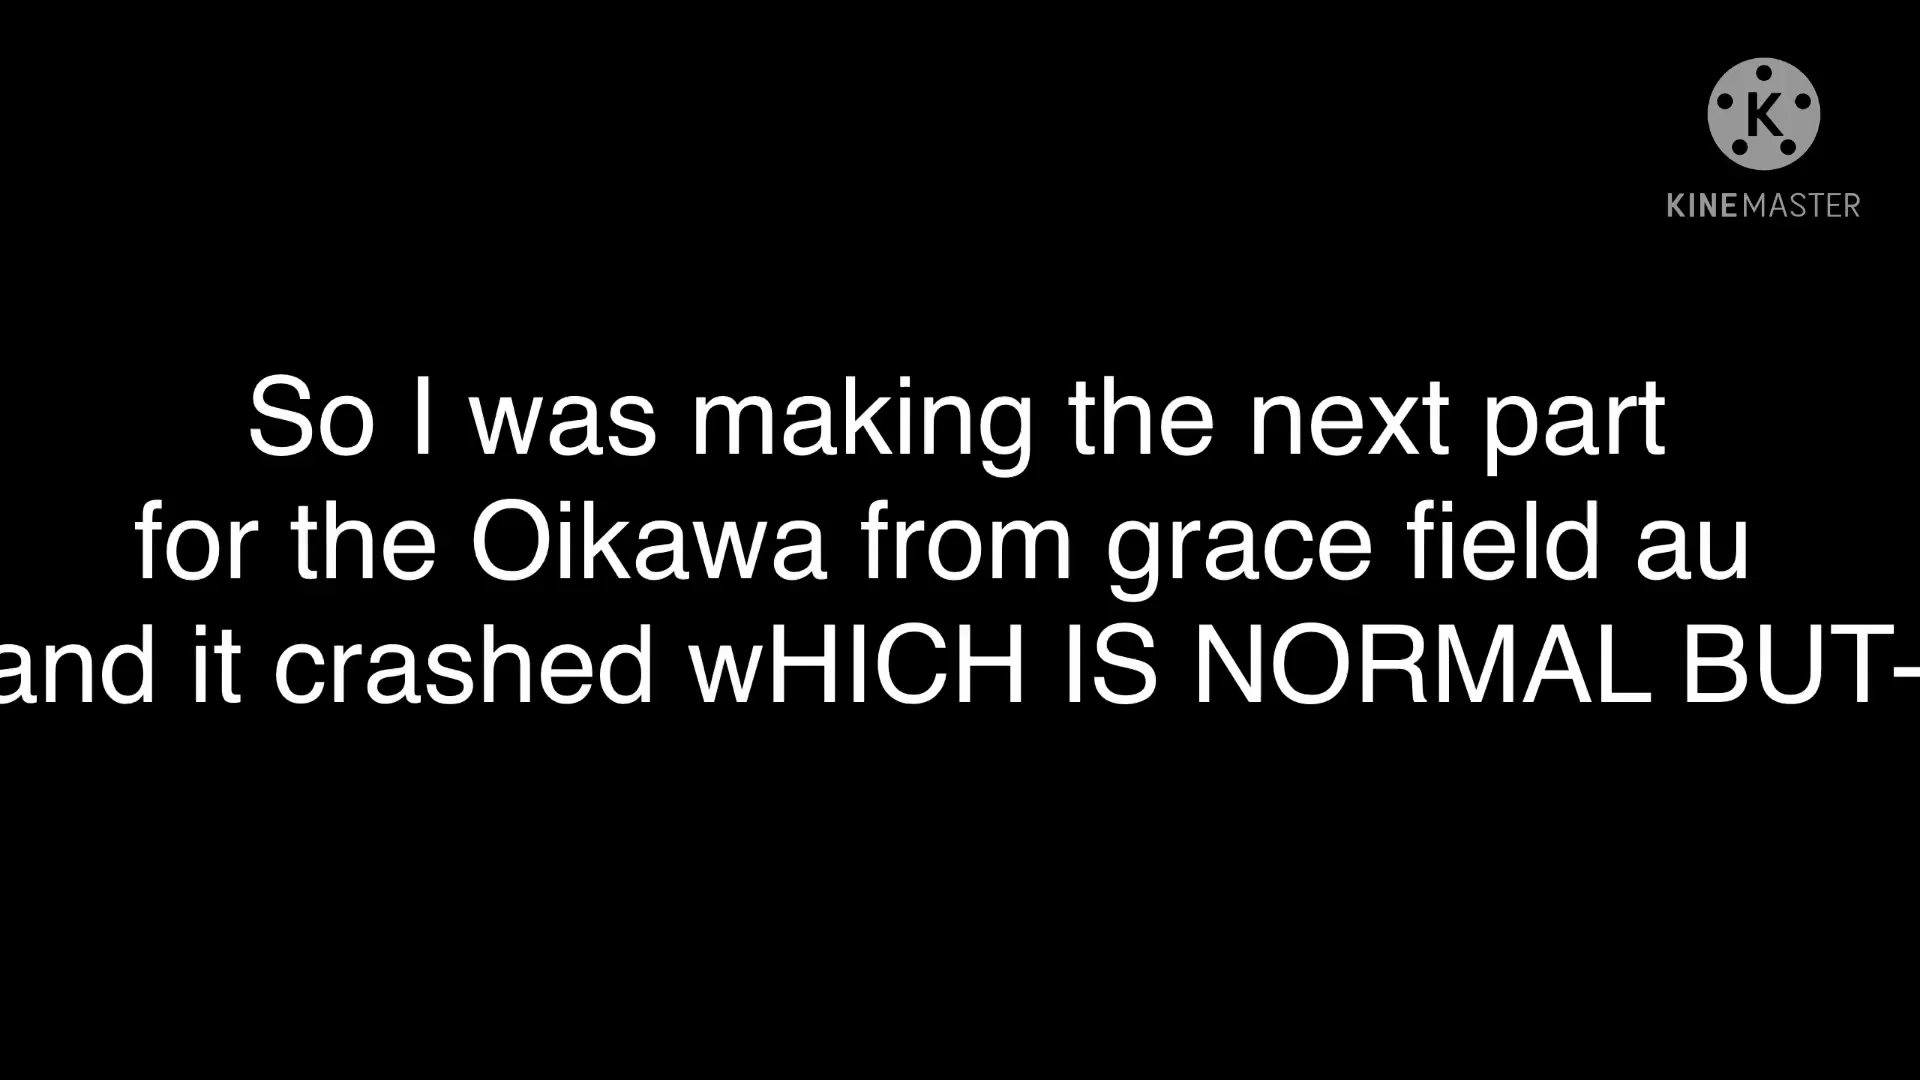 K
KINEMASTER
So I was making the next part
for the Oikawa from grace field au
and it crashed wHICH IS NORMAL BUT-